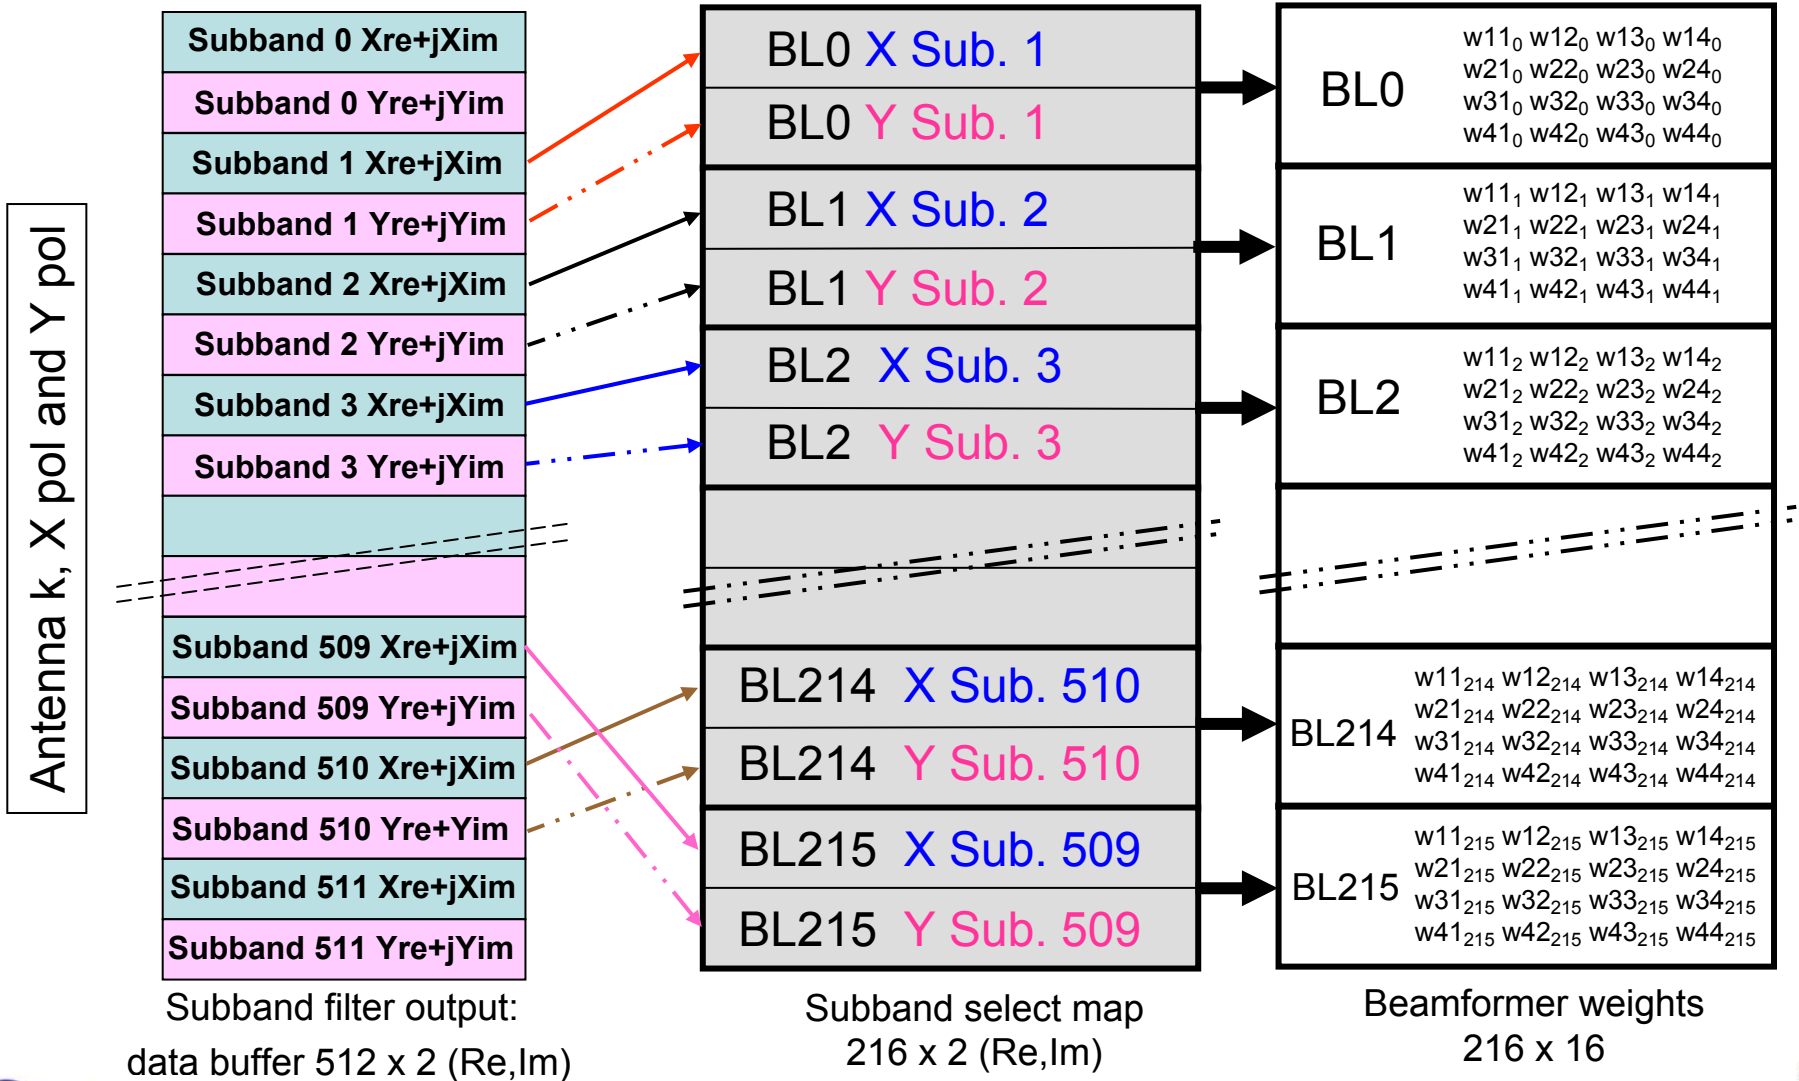 Antenna k, X pol and Y pol
Subband 0 Xre+jXim
Subband 0 Yre+jYim
Subband 1 Xre+jXim
Subband 1 Yre+jYim
Subband 2 Xre+jXim
Subband 2 Yre+jYim
Subband 3 Xre+jXim
Subband 3 Yre+jYim
Subband 509 Xre+jXim
Subband 509 Yre+jYim
Subband 510 Xre+jXim
Subband 510 Yre+Yim
Subband 511 Xre+jXim
Subband 511 Yre+jYim
Subband filter output:
data buffer 512 x 2 (Re,Im)
BL0 X Sub. 1
BL0 Y Sub. 1
BL1 X Sub. 2
BL1 Y Sub. 2
BL2 X Sub. 3
BL2 Y Sub. 3
BL214 X Sub. 510
BL214 Y Sub. 510
BL215 X Sub. 509
BL215 Y Sub. 509
Subband select map
216 x 2 (Re,Im)
BL0
w11₀ w12₀ w13₀ w14₀
w21₀ w22₀ w23₀ w24₀
w31₀ w32₀ w33₀ w34₀
w41₀ w42₀ w43₀ w44₀
BL1
w11₁ w12₁ w13₁ w14₁
w21₁ w22₁ w23₁ w24₁
w31₁ w32₁ w33₁ w34₁
w41₁ w42₁ w43₁ w44₁
BL2
w11₂ w12₂ w13₂ w14₂
w21₂ w22₂ w23₂ w24₂
w31₂ w32₂ w33₂ w34₂
w41₂ w42₂ w43₂ w44₂
BL214
w11₂₁₄ w12₂₁₄ w13₂₁₄ w14₂₁₄
w21₂₁₄ w22₂₁₄ w23₂₁₄ w24₂₁₄
w31₂₁₄ w32₂₁₄ w33₂₁₄ w34₂₁₄
w41₂₁₄ w42₂₁₄ w43₂₁₄ w44₂₁₄
BL215
w11₂₁₅ w12₂₁₅ w13₂₁₅ w14₂₁₅
w21₂₁₅ w22₂₁₅ w23₂₁₅ w24₂₁₅
w31₂₁₅ w32₂₁₅ w33₂₁₅ w34₂₁₅
w41₂₁₅ w42₂₁₅ w43₂₁₅ w44₂₁₅
Beamformer weights
216 x 16